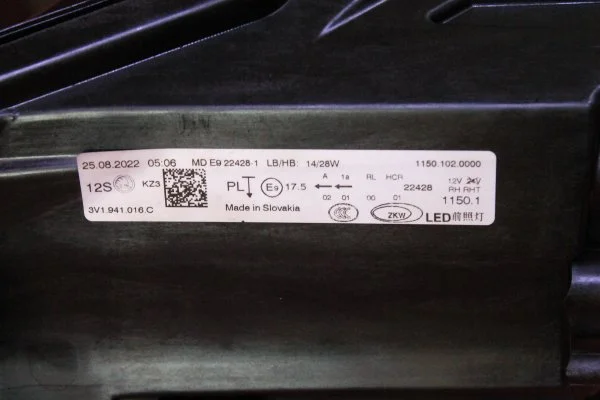 25.08.2022 05:06 MD E9 22428-1 LB/HB: 14/28W 1150.102.0000
12S KZ3 PL E9 17.5 A 1a RL HCR 12V 24V
22428 RH RHT
02 01 00 01 1150.1
3V1.941.016.C Made in Slovakia CCC ZKW LED前照灯